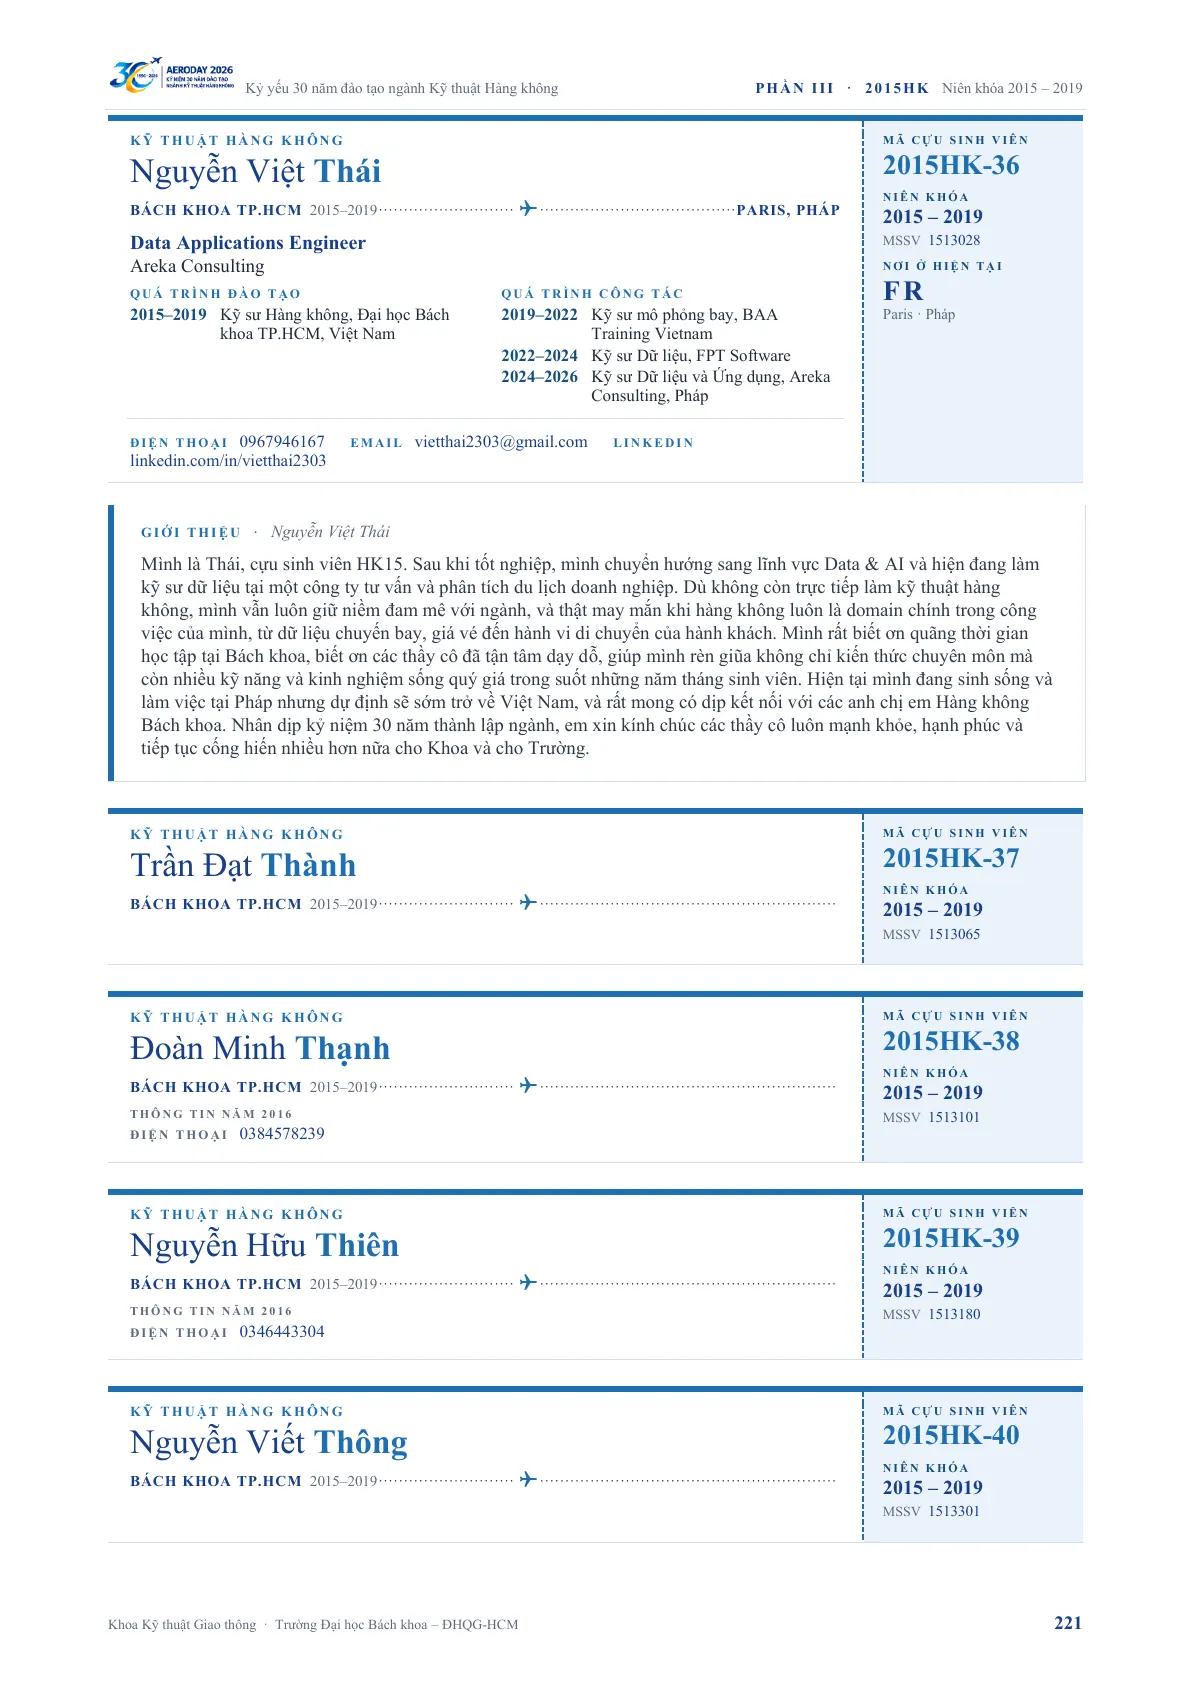 30
1996 - 2026
AERODAY 2026
KỶ NIỆM 30 NĂM ĐÀO TẠO
NGÀNH KỸ THUẬT HÀNG KHÔNG
Kỷ yếu 30 năm đào tạo ngành Kỹ thuật Hàng không
PHẦN III · 2015HK Niên khóa 2015 – 2019
KỸ THUẬT HÀNG KHÔNG
Nguyễn Việt Thái
BÁCH KHOA TP.HCM 2015–2019 PARIS, PHÁP
Data Applications Engineer
Areka Consulting
QUÁ TRÌNH ĐÀO TẠO
2015–2019 Kỹ sư Hàng không, Đại học Bách
khoa TP.HCM, Việt Nam
QUÁ TRÌNH CÔNG TÁC
2019–2022 Kỹ sư mô phỏng bay, BAA
Training Vietnam
2022–2024 Kỹ sư Dữ liệu, FPT Software
2024–2026 Kỹ sư Dữ liệu và Ứng dụng, Areka
Consulting, Pháp
ĐIỆN THOẠI 0967946167 EMAIL vietthai2303@gmail.com LINKEDIN
linkedin.com/in/vietthai2303
MÃ CỰU SINH VIÊN
2015HK-36
NIÊN KHÓA
2015 – 2019
MSSV 1513028
NƠI Ở HIỆN TẠI
FR
Paris · Pháp
GIỚI THIỆU · Nguyễn Việt Thái
Mình là Thái, cựu sinh viên HK15. Sau khi tốt nghiệp, mình chuyển hướng sang lĩnh vực Data & AI và hiện đang làm
kỹ sư dữ liệu tại một công ty tư vấn và phân tích du lịch doanh nghiệp. Dù không còn trực tiếp làm kỹ thuật hàng
không, mình vẫn luôn giữ niềm đam mê với ngành, và thật may mắn khi hàng không luôn là domain chính trong công
việc của mình, từ dữ liệu chuyến bay, giá vé đến hành vi di chuyển của hành khách. Mình rất biết ơn quãng thời gian
học tập tại Bách khoa, biết ơn các thầy cô đã tận tâm dạy dỗ, giúp mình rèn giũa không chỉ kiến thức chuyên môn mà
còn nhiều kỹ năng và kinh nghiệm sống quý giá trong suốt những năm tháng sinh viên. Hiện tại mình đang sinh sống và
làm việc tại Pháp nhưng dự định sẽ sớm trở về Việt Nam, và rất mong có dịp kết nối với các anh chị em Hàng không
Bách khoa. Nhân dịp kỷ niệm 30 năm thành lập ngành, em xin kính chúc các thầy cô luôn mạnh khỏe, hạnh phúc và
tiếp tục cống hiến nhiều hơn nữa cho Khoa và cho Trường.
KỸ THUẬT HÀNG KHÔNG
Trần Đạt Thành
BÁCH KHOA TP.HCM 2015–2019
MÃ CỰU SINH VIÊN
2015HK-37
NIÊN KHÓA
2015 – 2019
MSSV 1513065
KỸ THUẬT HÀNG KHÔNG
Đoàn Minh Thạnh
BÁCH KHOA TP.HCM 2015–2019
THÔNG TIN NĂM 2016
ĐIỆN THOẠI 0384578239
MÃ CỰU SINH VIÊN
2015HK-38
NIÊN KHÓA
2015 – 2019
MSSV 1513101
KỸ THUẬT HÀNG KHÔNG
Nguyễn Hữu Thiên
BÁCH KHOA TP.HCM 2015–2019
THÔNG TIN NĂM 2016
ĐIỆN THOẠI 0346443304
MÃ CỰU SINH VIÊN
2015HK-39
NIÊN KHÓA
2015 – 2019
MSSV 1513180
KỸ THUẬT HÀNG KHÔNG
Nguyễn Viết Thông
BÁCH KHOA TP.HCM 2015–2019
MÃ CỰU SINH VIÊN
2015HK-40
NIÊN KHÓA
2015 – 2019
MSSV 1513301
Khoa Kỹ thuật Giao thông · Trường Đại học Bách khoa – ĐHQG-HCM
221